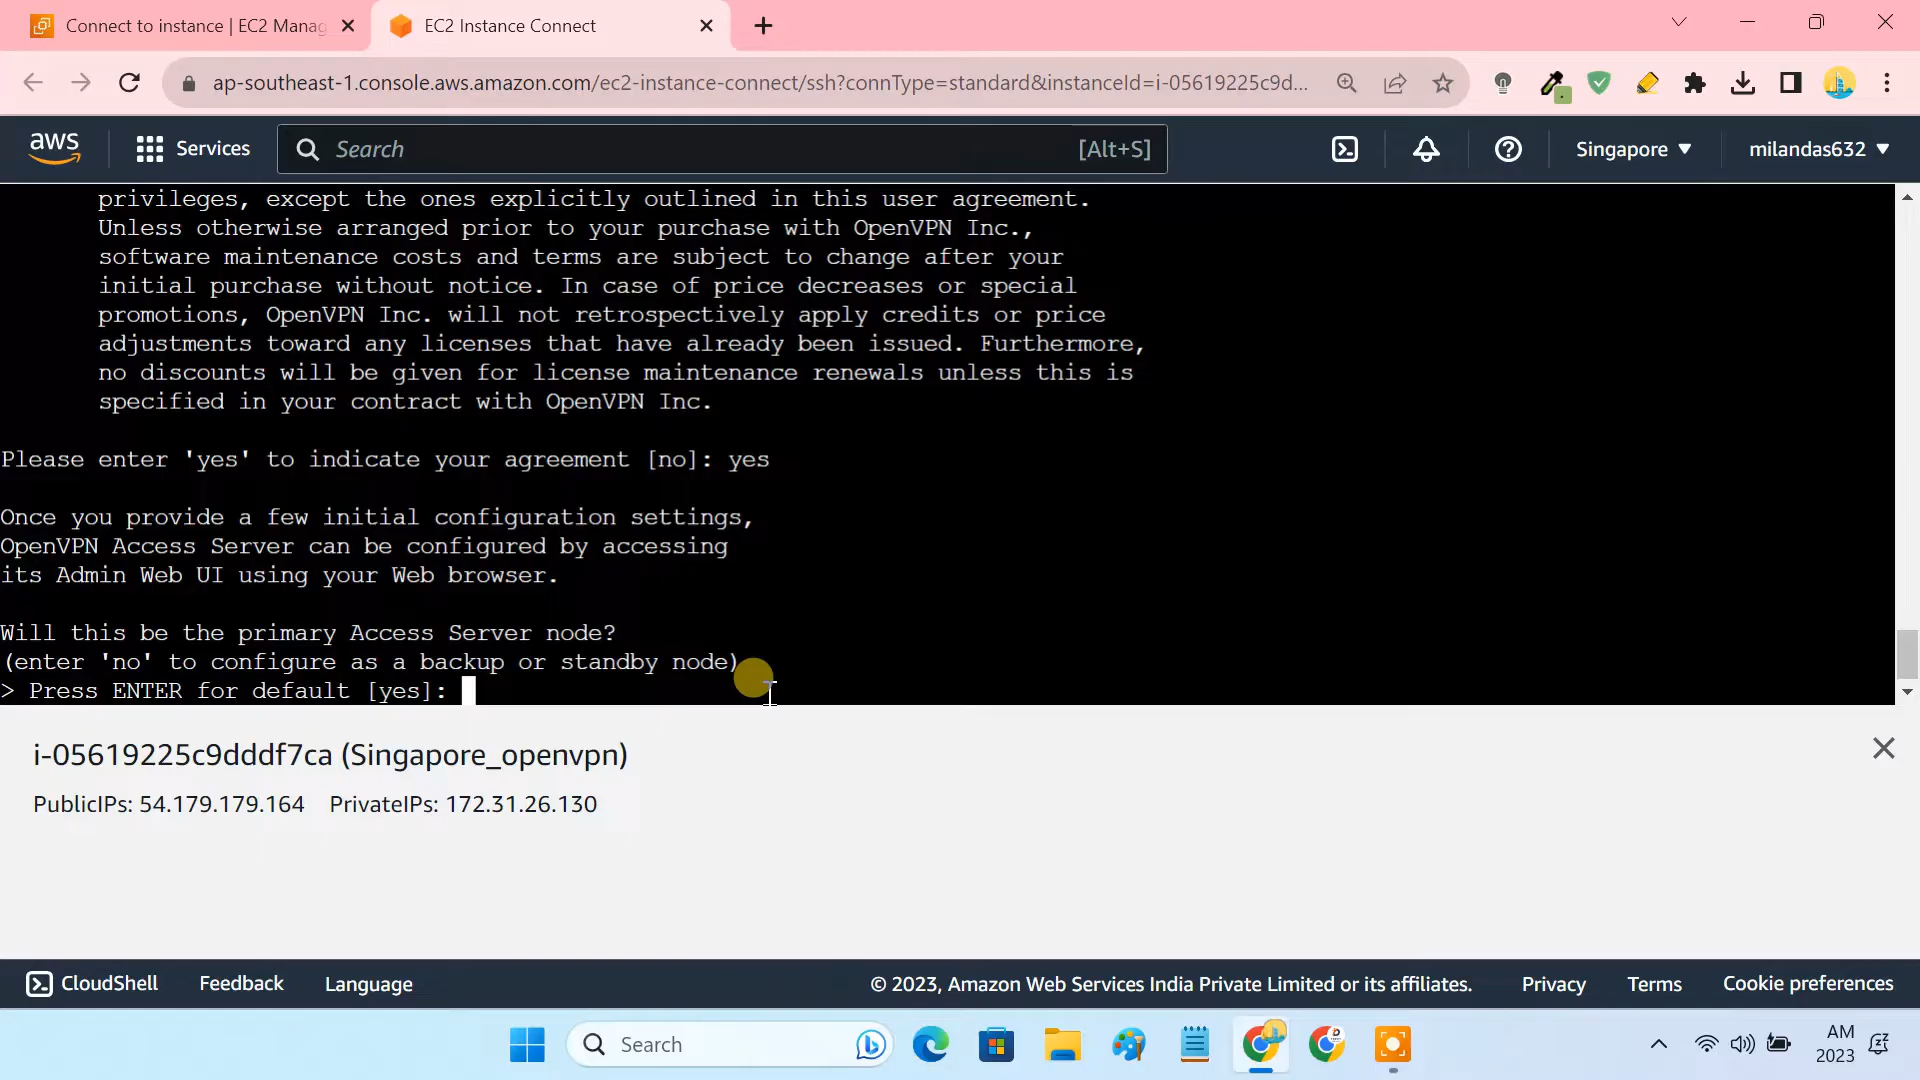 Connect to instance | EC2 Manag
EC2 Instance Connect
ap-southeast-1.console.aws.amazon.com/ec2-instance-connect/ssh?connType=standard&instanceId=i-05619225c9d...
aws
Services
Search
[Alt+S]
Singapore
milandas632
privileges, except the ones explicitly outlined in this user agreement.
Unless otherwise arranged prior to your purchase with OpenVPN Inc.,
software maintenance costs and terms are subject to change after your
initial purchase without notice. In case of price decreases or special
promotions, OpenVPN Inc. will not retrospectively apply credits or price
adjustments toward any licenses that have already been issued. Furthermore,
no discounts will be given for license maintenance renewals unless this is
specified in your contract with OpenVPN Inc.
Please enter 'yes' to indicate your agreement [no]: yes
Once you provide a few initial configuration settings,
OpenVPN Access Server can be configured by accessing
its Admin Web UI using your Web browser.
Will this be the primary Access Server node?
(enter 'no' to configure as a backup or standby node)
> Press ENTER for default [yes]:
i-05619225c9dddf7ca (Singapore_openvpn)
PublicIPs: 54.179.179.164 PrivateIPs: 172.31.26.130
CloudShell
Feedback
Language
© 2023, Amazon Web Services India Private Limited or its affiliates.
Privacy
Terms
Cookie preferences
Search
AM
2023